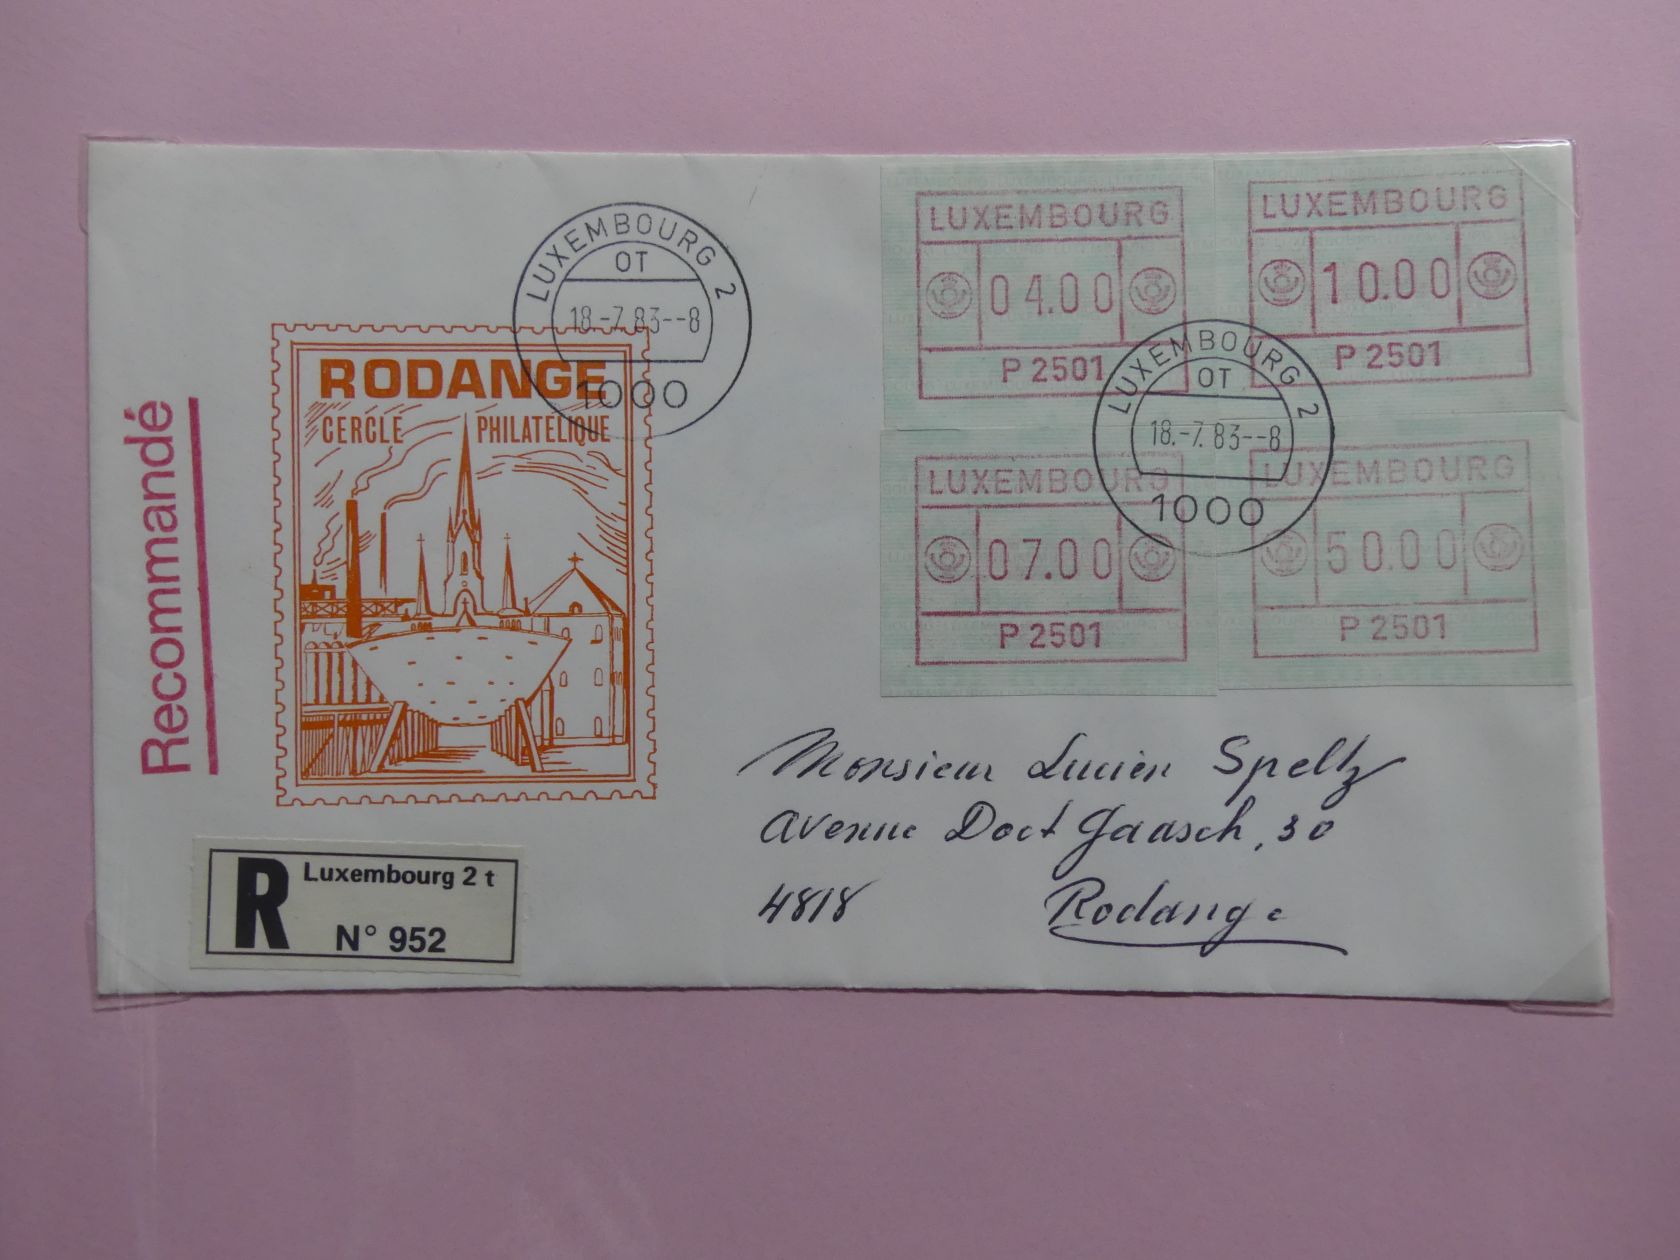 Recommandé
RODANGE
CERCLE PHILATELIQUE
LUXEMBOURG 2
OT
18.-7.83--8
1000
LUXEMBOURG
04.00
P 2501
LUXEMBOURG
10.00
P 2501
LUXEMBOURG 2
OT
18.-7.83--8
1000
LUXEMBOURG
07.00
P 2501
LUXEMBOURG
50.00
P 2501
Monsieur Lucien Speltz
avenue Doct Gaasch, 30
4818 Rodange
R Luxembourg 2 t
N° 952